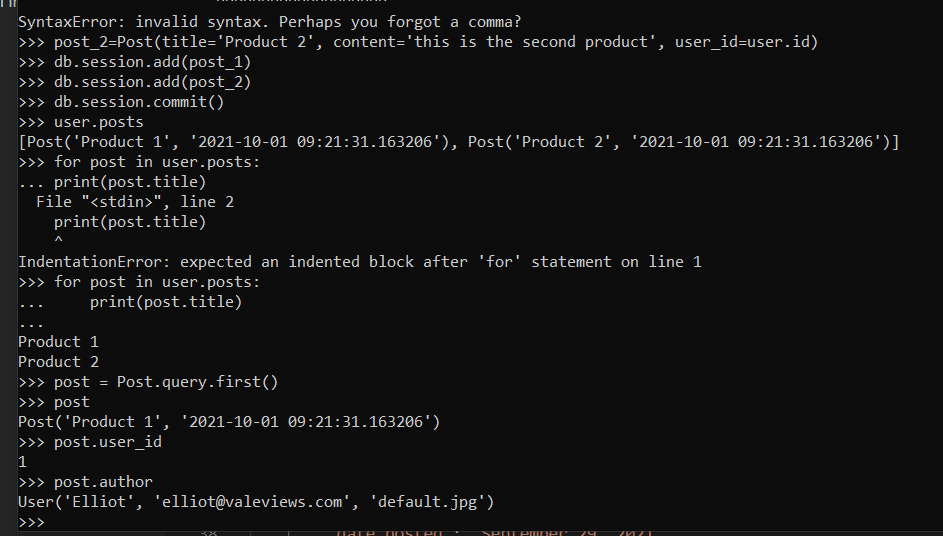 SyntaxError: invalid syntax. Perhaps you forgot a comma?
>>> post_2=Post(title='Product 2', content='this is the second product', user_id=user.id)
>>> db.session.add(post_1)
>>> db.session.add(post_2)
>>> db.session.commit()
>>> user.posts
[Post('Product 1', '2021-10-01 09:21:31.163206'), Post('Product 2', '2021-10-01 09:21:31.163206')]
>>> for post in user.posts:
... print(post.title)
  File "<stdin>", line 2
    print(post.title)
    ^
IndentationError: expected an indented block after 'for' statement on line 1
>>> for post in user.posts:
...     print(post.title)
...
Product 1
Product 2
>>> post = Post.query.first()
>>> post
Post('Product 1', '2021-10-01 09:21:31.163206')
>>> post.user_id
1
>>> post.author
User('Elliot', 'elliot@valeviews.com', 'default.jpg')
>>>